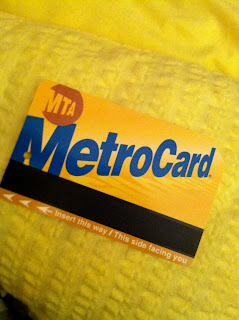 MTA
MetroCard®
Insert this way / This side facing you